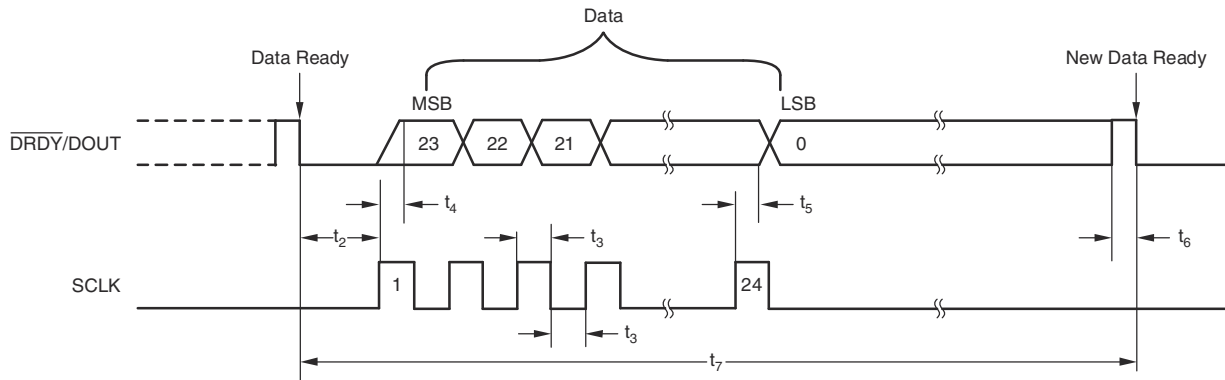 Data
Data Ready
New Data Ready
MSB
LSB
D̅R̅D̅Y̅/DOUT
23
22
21
0
t₄
t₅
t₂
t₃
t₆
SCLK
1
24
t₃
t₇